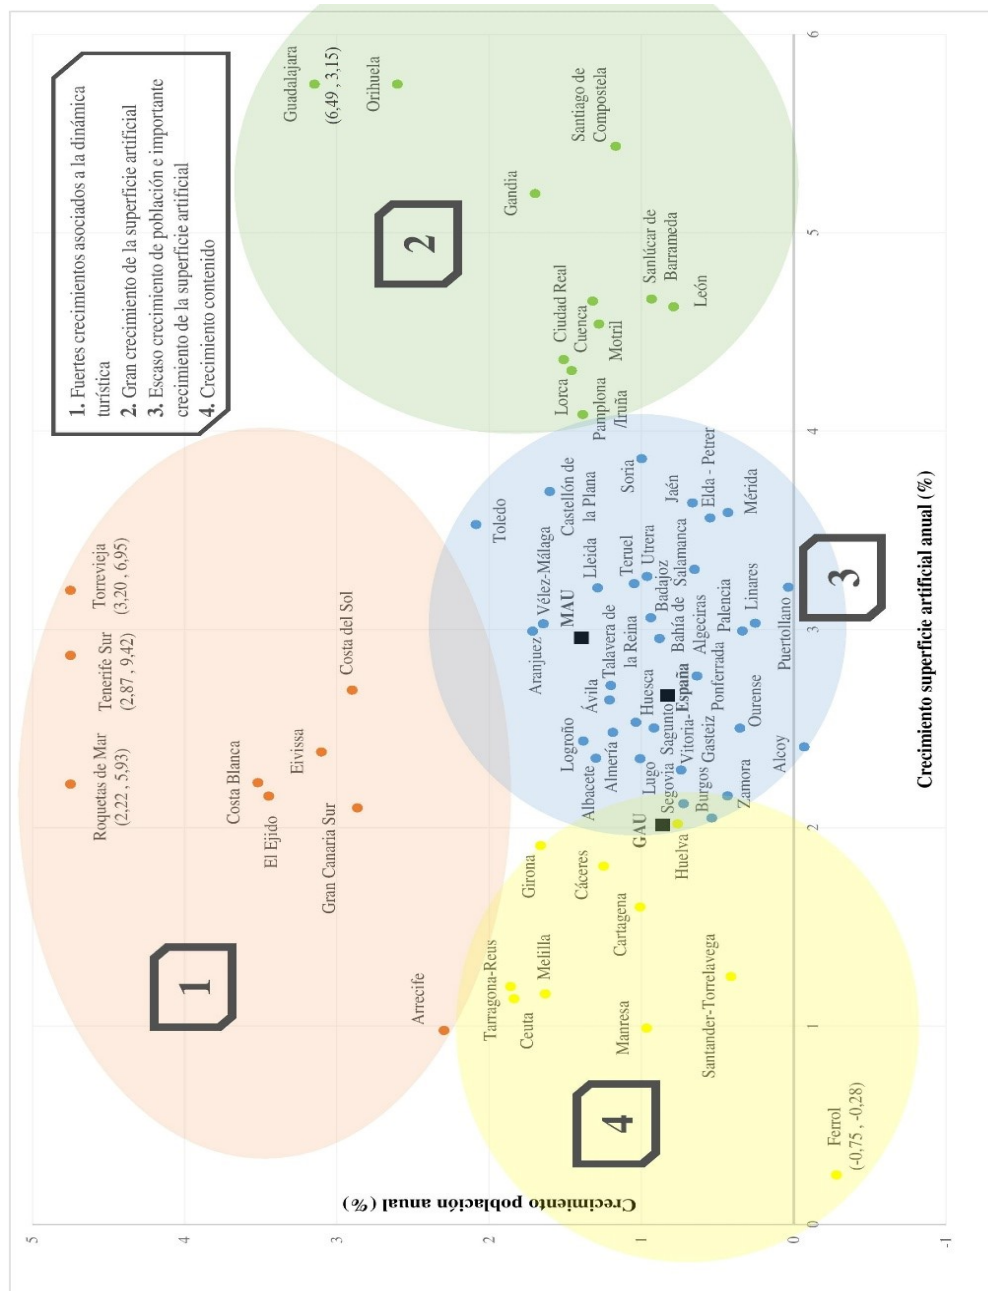 1. Fuertes crecimientos asociados a la dinámica
turística
2. Gran crecimiento de la superficie artificial
3. Escaso crecimiento de población e importante
crecimiento de la superficie artificial
4. Crecimiento contenido
Crecimiento población anual (%)
5
4
3
2
1
0
-1
Roquetas de Mar
(2,22 , 5,93)
Tenerife Sur
(2,87 , 9,42)
Torrevieja
(3,20 , 6,95)
Costa Blanca
El Ejido
Eivissa
Gran Canaria Sur
Costa del Sol
Arrecife
1
Guadalajara
(6,49 , 3,15)
Orihuela
Gandia
Santiago de
Compostela
Lorca
Ciudad Real
Cuenca
Pamplona
/Iruña
Motril
Sanlúcar de
Barrameda
León
2
Toledo
Castellón de
la Plana
Aranjuez
Vélez-Málaga
MAU
Lleida
Soria
Talavera de
la Reina
Teruel
Utrera
Jaén
Elda - Petrer
Mérida
Ávila
Huesca
Badajoz
Bahía de
Algeciras
Salamanca
Logroño
Albacete
Almería
Lugo
Sagunto
España
Segovia
Vitoria-
Gasteiz
Ponferrada
Palencia
Linares
Burgos
Zamora
Ourense
Puertollano
Alcoy
3
GAU
Huelva
Girona
Cáceres
Cartagena
Tarragona-Reus
Ceuta
Melilla
Manresa
Santander-Torrelavega
Ferrol
(-0,75 , -0,28)
4
0
1
2
3
4
5
6
Crecimiento superficie artificial anual (%)